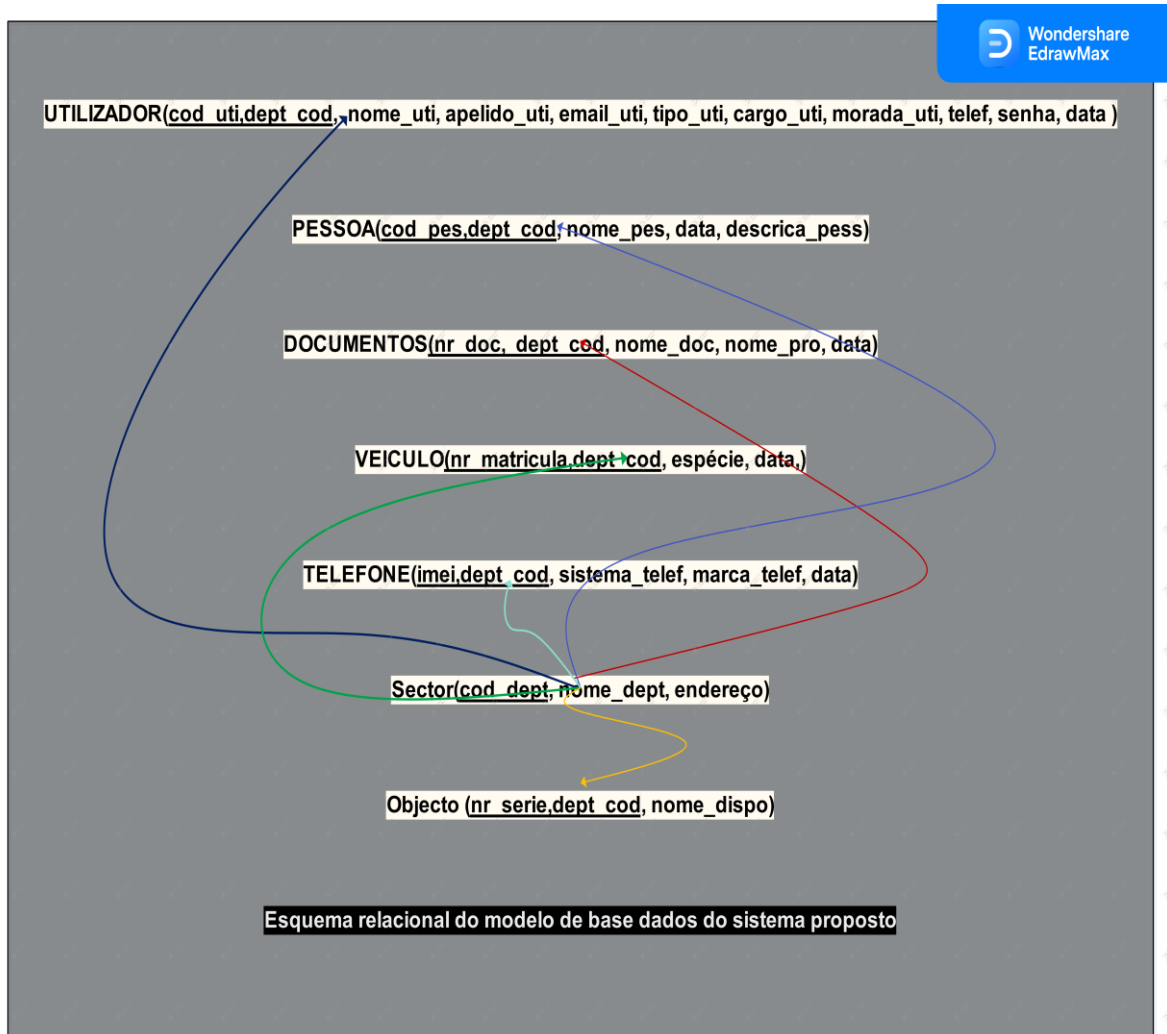 Wondershare
EdrawMax
UTILIZADOR(cod_uti,dept_cod, nome_uti, apelido_uti, email_uti, tipo_uti, cargo_uti, morada_uti, telef, senha, data )
PESSOA(cod_pes,dept_cod, nome_pes, data, descrica_pess)
DOCUMENTOS(nr_doc, dept_cod, nome_doc, nome_pro, data)
VEICULO(nr_matricula,dept_cod, espécie, data,)
TELEFONE(imei,dept_cod, sistema_telef, marca_telef, data)
Sector(cod_dept, nome_dept, endereço)
Objecto (nr_serie,dept_cod, nome_dispo)
Esquema relacional do modelo de base dados do sistema proposto